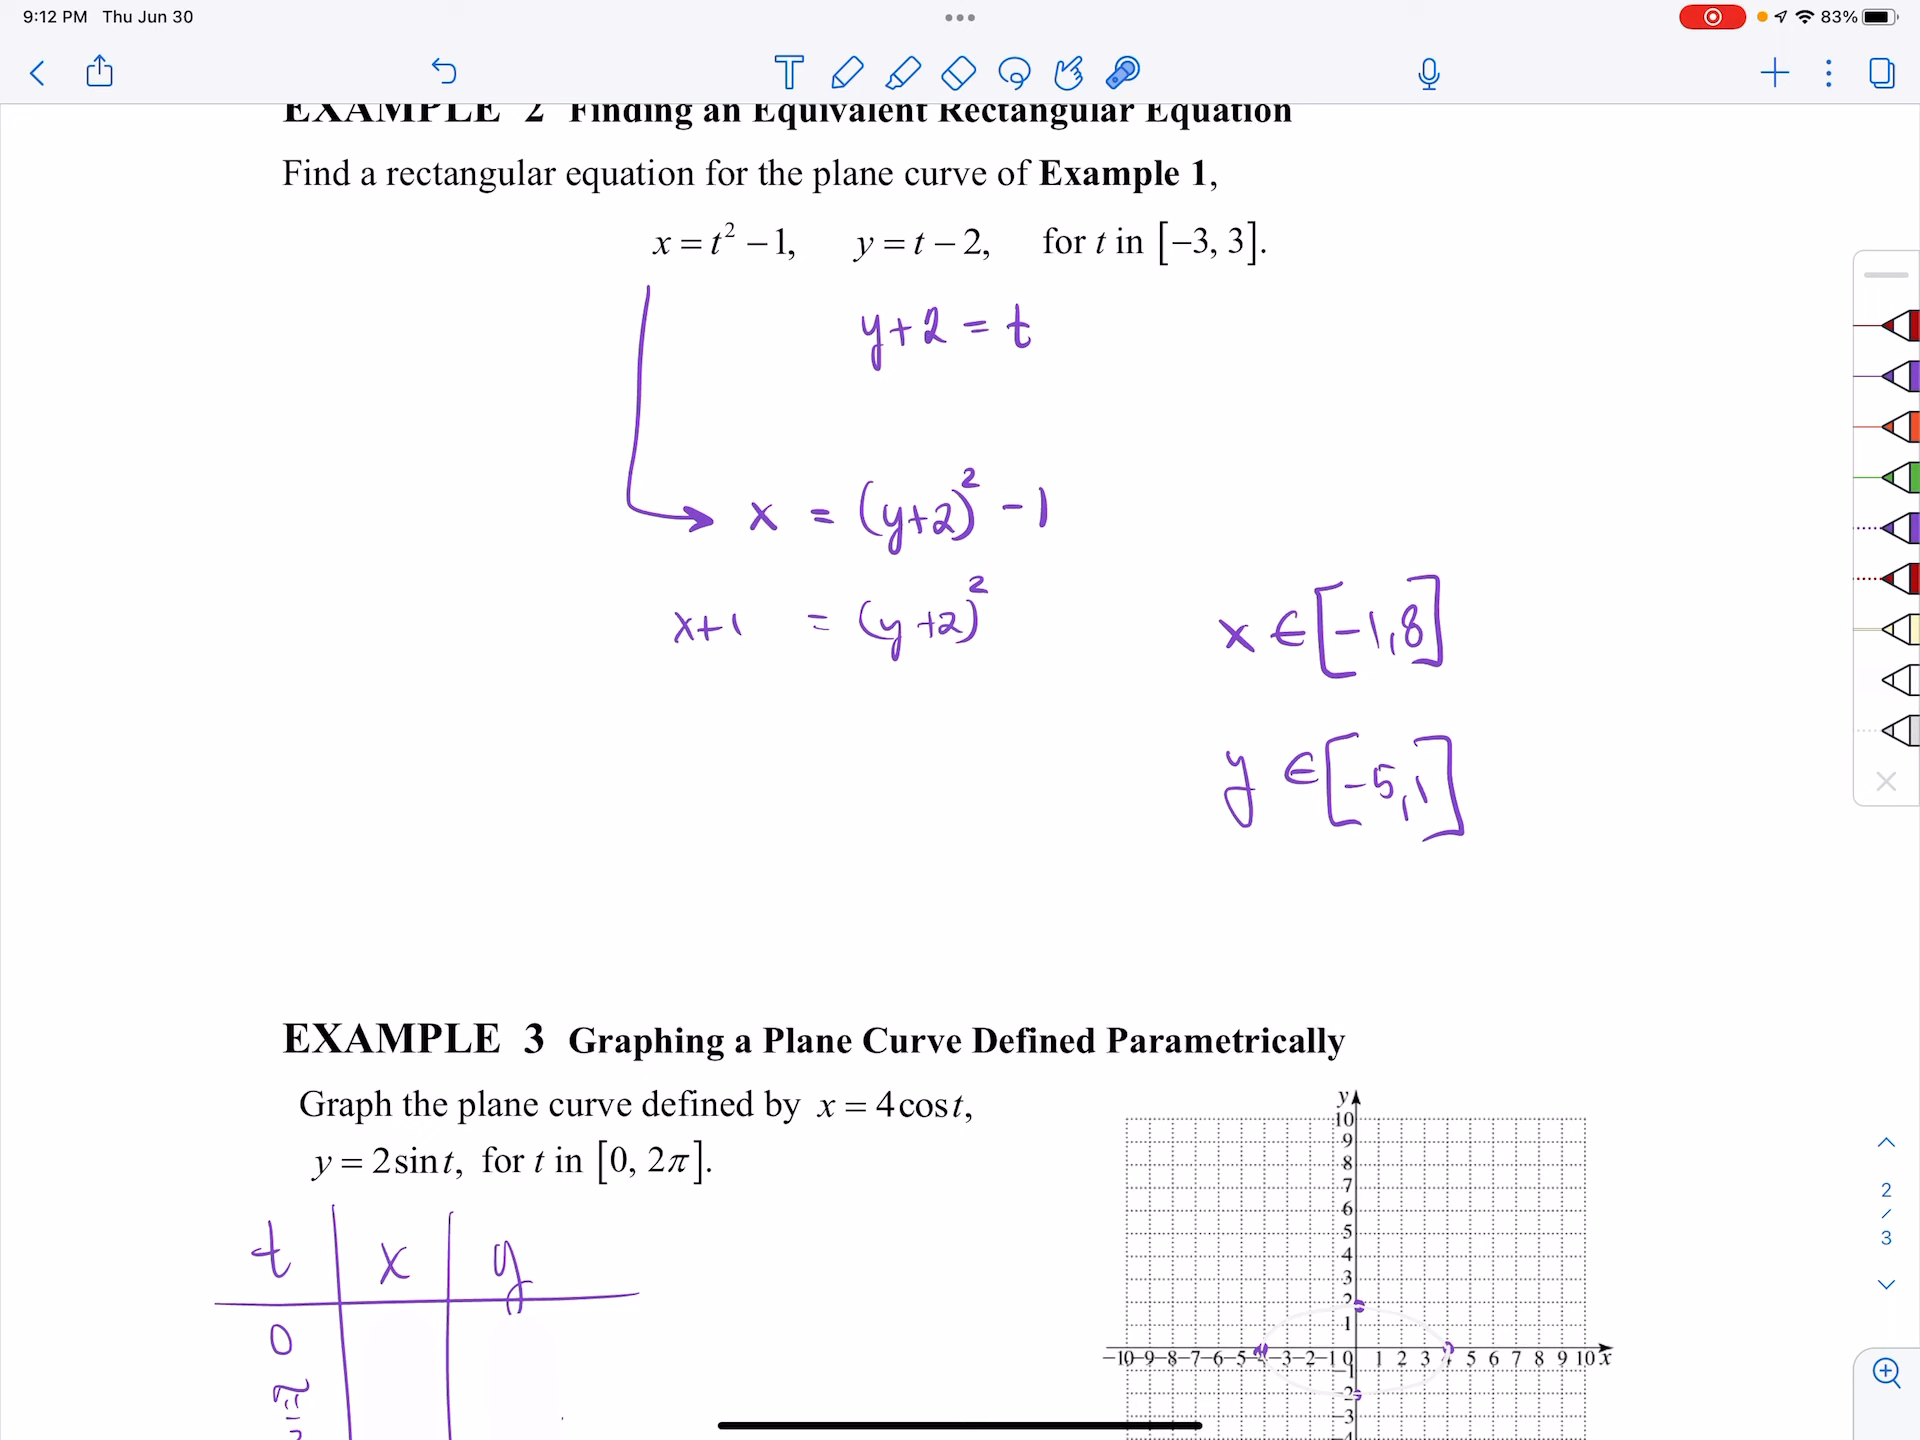 9:12 PM Thu Jun 30
83%
EXAMPLE 2 Finding an Equivalent Rectangular Equation
Find a rectangular equation for the plane curve of Example 1,
x = t² − 1, y = t − 2, for t in [−3, 3].
y+2 = t
x = (y+2)² − 1
x+1 = (y+2)²
x ∈ [−1,8]
y ∈ [−5,1]
EXAMPLE 3 Graphing a Plane Curve Defined Parametrically
Graph the plane curve defined by x = 4cos t,
y = 2sin t, for t in [0, 2π].
t x y
0
π
y
10
9
8
7
6
5
4
3
2
1
−10 −9 −8 −7 −6 −5 −4 −3 −2 −1 0 1 2 3 4 5 6 7 8 9 10 x
−1
−2
−3
−4
2
/
3